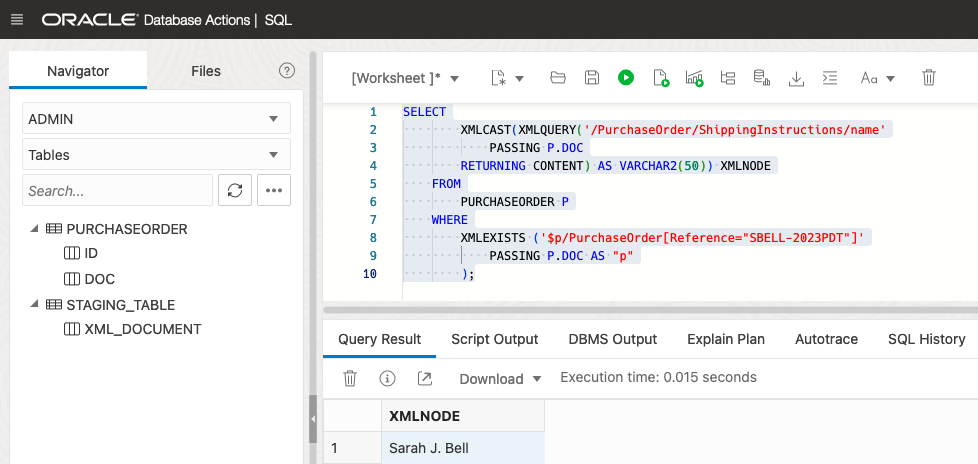 ORACLE Database Actions | SQL
Navigator
Files
ADMIN
Tables
Search...
PURCHASEORDER
ID
DOC
STAGING_TABLE
XML_DOCUMENT
[Worksheet ]*
Aa
1 SELECT
2 XMLCAST(XMLQUERY('/PurchaseOrder/ShippingInstructions/name'
3 PASSING P.DOC
4 RETURNING CONTENT) AS VARCHAR2(50)) XMLNODE
5 FROM
6 PURCHASEORDER P
7 WHERE
8 XMLEXISTS ('$p/PurchaseOrder[Reference="SBELL-2023PDT"]'
9 PASSING P.DOC AS "p"
10 );
Query Result
Script Output
DBMS Output
Explain Plan
Autotrace
SQL History
Download
Execution time: 0.015 seconds
XMLNODE
1 Sarah J. Bell